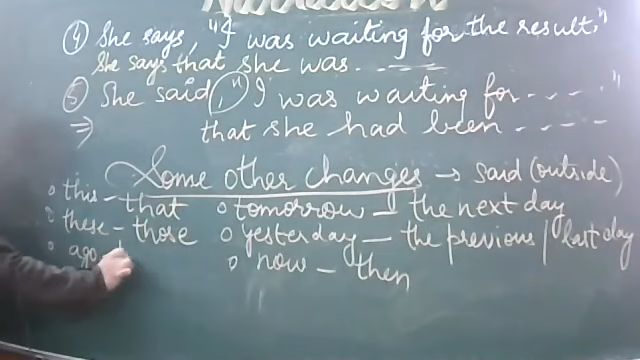 Narration
④ She says, "I was waiting for the result."
She says that she was. - - - -
⑤ She said, "I was waiting for - - - - "
⇒ that she had been - - - -
Some other changes → said (outside)
this - that
these - those
ago
tomorrow - the next day
yesterday - the previous / last day
now - then